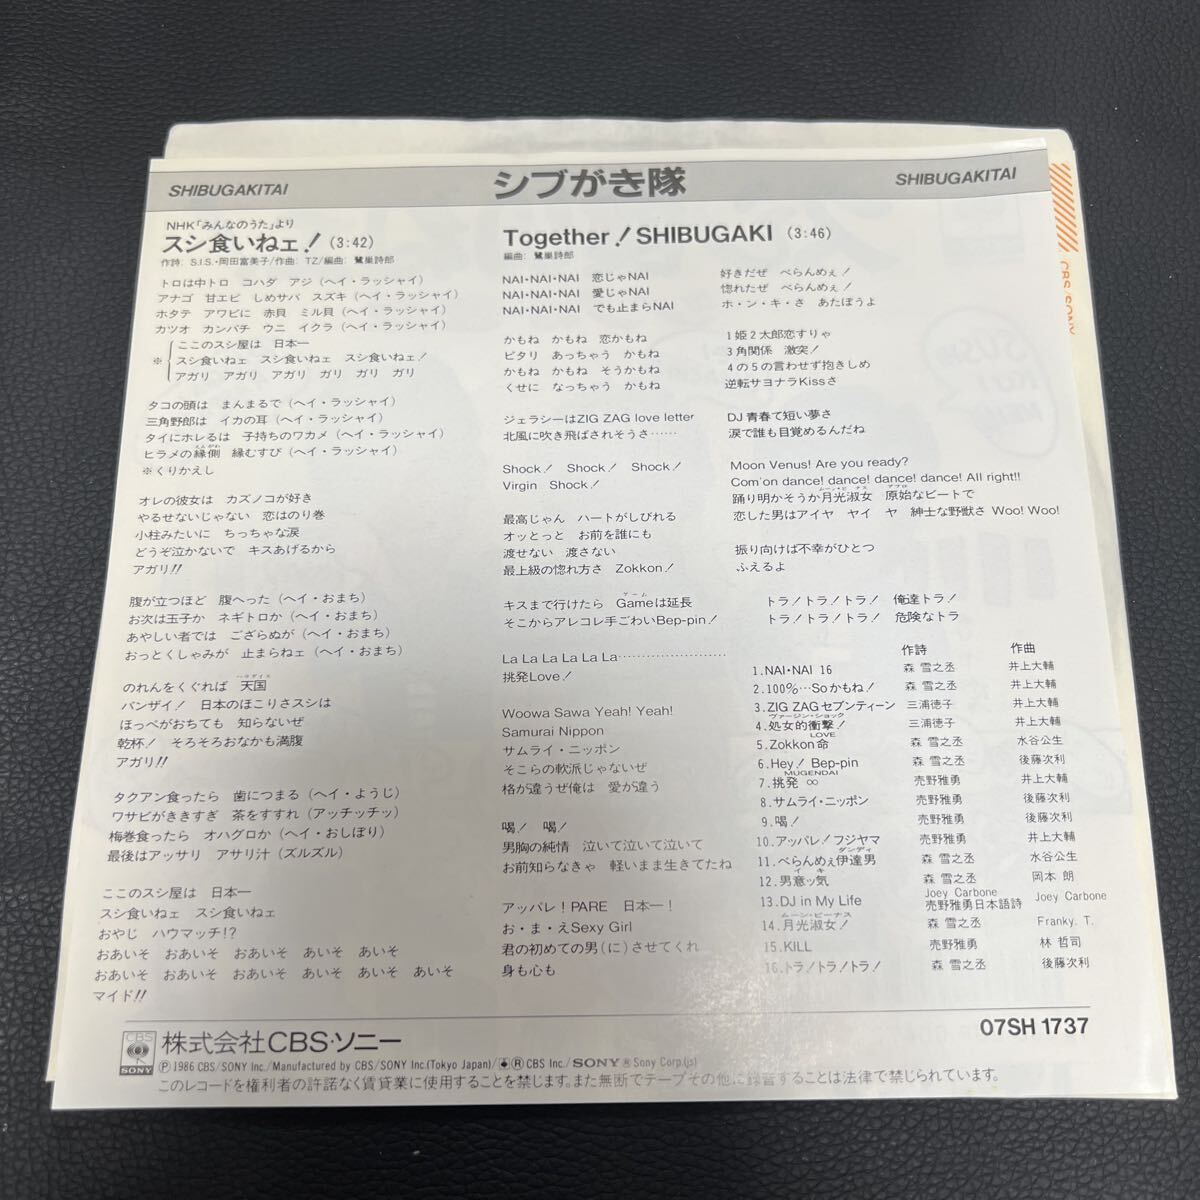 SHIBUGAKITAI
シブがき隊
SHIBUGAKITAI
NHK「みんなのうた」より
スシ食いねェ!(3:42)
作詩:S.I.S・岡田富美子/作曲:TZ/編曲:鷺巣詩郎
トロは中トロ コハダ アジ(ヘイ・ラッシャイ)
アナゴ 甘エビ しめサバ スズキ(ヘイ・ラッシャイ)
ホタテ アワビに 赤貝 ミル貝(ヘイ・ラッシャイ)
カツオ カンパチ ウニ イクラ(ヘイ・ラッシャイ)
ここのスシ屋は 日本一
※ スシ食いねェ スシ食いねェ スシ食いねェ!
アガリ アガリ アガリ ガリ ガリ ガリ
タコの頭は まんまるで(ヘイ・ラッシャイ)
三角野郎は イカの耳(ヘイ・ラッシャイ)
タイにホレるは 子持ちのワカメ(ヘイ・ラッシャイ)
ヒラメの縁側 縁むすび(ヘイ・ラッシャイ)
※くりかえし
オレの彼女は カズノコが好き
やるせないじゃない 恋はのり巻
小柱みたいに ちっちゃな涙
どうぞ泣かないで キスあげるから
アガリ!!
腹が立つほど 腹へった(ヘイ・おまち)
お次は玉子か ネギトロか(ヘイ・おまち)
あやしい者では ござらぬが(ヘイ・おまち)
おっとくしゃみが 止まらねェ(ヘイ・おまち)
のれんをくぐれば 天国
パラダイス
バンザイ! 日本のほこりさスシは
ほっぺがおちても 知らないぜ
乾杯! そろそろおなかも満腹
アガリ!!
タクアン食ったら 歯につまる(ヘイ・ようじ)
ワサビがききすぎ 茶をすすれ(アッチッチッ)
梅巻食ったら オハグロか(ヘイ・おしぼり)
最後はアッサリ アサリ汁(ズルズル)
ここのスシ屋は 日本一
スシ食いねェ スシ食いねェ
おやじ ハウマッチ!?
おあいそ おあいそ おあいそ あいそ あいそ
おあいそ おあいそ おあいそ あいそ あいそ あいそ
マイド!!
Together! SHIBUGAKI(3:46)
編曲:鷺巣詩郎
NAI・NAI・NAI 恋じゃNAI
NAI・NAI・NAI 愛じゃNAI
NAI・NAI・NAI でも止まらNAI
かもね かもね 恋かもね
ピタリ あっちゃう かもね
かもね かもね そうかもね
くせに なっちゃう かもね
ジェラシーはZIG ZAG love letter
北風に吹き飛ばされそうさ……
Shock! Shock! Shock!
Virgin Shock!
最高じゃん ハートがしびれる
オッとっと お前を誰にも
渡せない 渡さない
最上級の惚れ方さ Zokkon!
キスまで行けたら Gameは延長
ゲーム
そこからアレコレ手ごわいBep-pin!
La La La La La La……………………
挑発Love!
Woowa Sawa Yeah! Yeah!
Samurai Nippon
サムライ・ニッポン
そこらの軟派じゃないぜ
格が違うぜ俺は 愛が違う
喝! 喝!
男胸の純情 泣いて泣いて泣いて
お前知らなきゃ 軽いまま生きてたね
アッパレ!PARE 日本一!
お・ま・えSexy Girl
君の初めての男(に)させてくれ
身も心も
好きだぜ べらんめぇ!
惚れたぜ べらんめぇ!
ホ・ン・キ・さ あたぼうよ
1姫2太郎恋すりゃ
3角関係 激突!
4の5の言わせず抱きしめ
逆転サヨナラKissさ
DJ 青春て短い夢さ
涙で誰も目覚めるんだね
Moon Venus! Are you ready?
Com'on dance! dance! dance! dance! All right!!
踊り明かそうか月光淑女 原始なビートで
ムーン・ビーナス アフロ
恋した男はアイヤ ヤイ ヤ 紳士な野獣さ Woo! Woo!
振り向けば不幸がひとつ
ふえるよ
トラ!トラ!トラ! 俺達トラ!
トラ!トラ!トラ! 危険なトラ
作詩 作曲
1.NAI・NAI 16 森 雪之丞 井上大輔
2.100%…Soかもね! 森 雪之丞 井上大輔
3.ZIG ZAGセブンティーン 三浦徳子 井上大輔
4.処女的衝撃! 三浦徳子 井上大輔
ヴァージン・ショック
5.Zokkon命 森 雪之丞 水谷公生
LOVE
6.Hey! Bep-pin 森 雪之丞 後藤次利
7.挑発∞ 売野雅勇 井上大輔
MUGENDAI
8.サムライ・ニッポン 売野雅勇 後藤次利
9.喝! 売野雅勇 後藤次利
10.アッパレ!フジヤマ 売野雅勇 井上大輔
11.べらんめぇ伊達男 森 雪之丞 水谷公生
ダンディ
12.男意ッ気 森 雪之丞 岡本 朗
イキ
13.DJ in My Life Joey Carbone 売野雅勇日本語詩 Joey Carbone
14.月光淑女! 森 雪之丞 Franky. T.
ムーン・ビーナス
15.KILL 売野雅勇 林 哲司
16.トラ!トラ!トラ! 森 雪之丞 後藤次利
07SH 1737
CBS
SONY
株式会社CBS・ソニー
Ⓟ1986 CBS/SONY Inc./Manufactured by CBS/SONY Inc.(Tokyo Japan)/®CBS Inc./SONY®Sony Corp.(js)
このレコードを権利者の許諾なく賃貸業に使用することを禁じます。また無断でテープその他に録音することは法律で禁じられています。
CBS/SONY